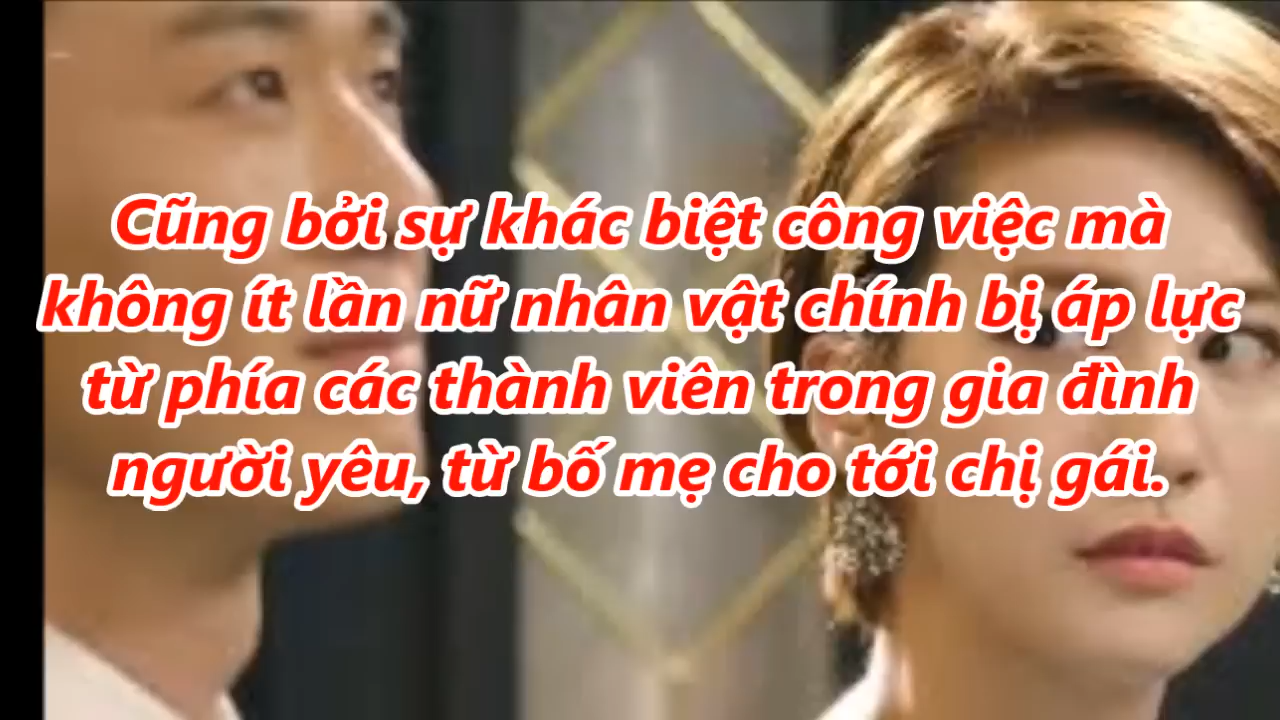 Cũng bởi sự khác biệt công việc mà
không ít lần nữ nhân vật chính bị áp lực
từ phía các thành viên trong gia đình
người yêu, từ bố mẹ cho tới chị gái.